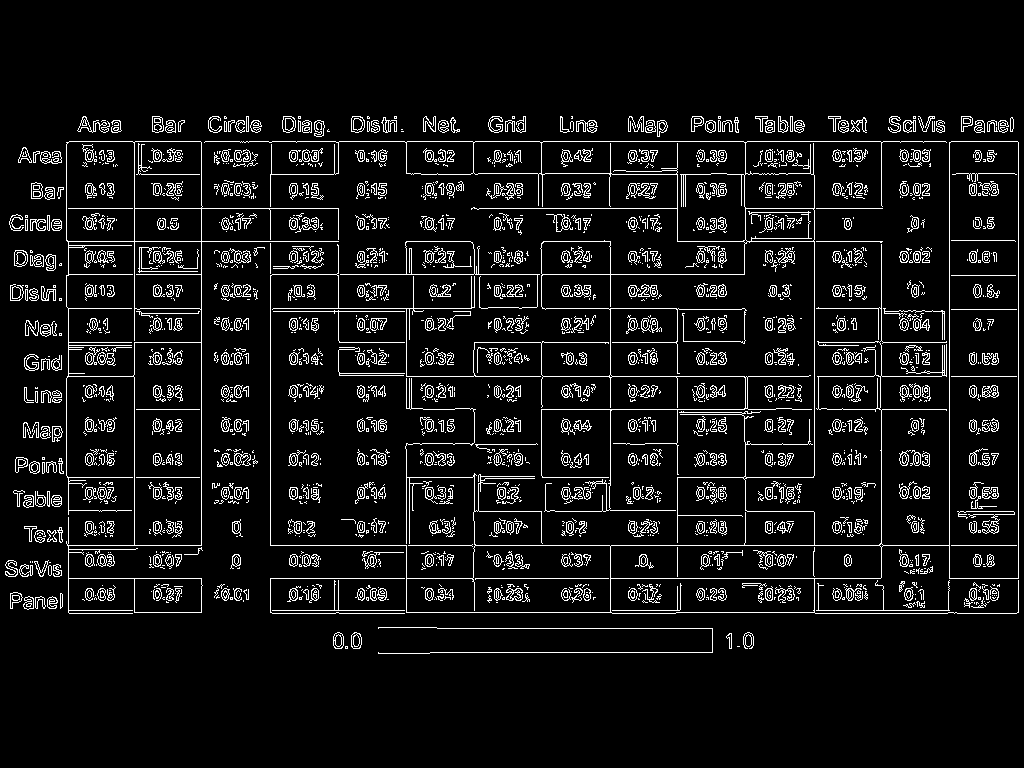 Area Bar Circle Diag. Distri. Net. Grid Line Map Point Table Text SciVis Panel
Area 0.13 0.03 0.16 0.32 0.11 0.42 0.37 0.39 0.18 0.13 0.03 0.5
Bar 0.13 0.26 0.03 0.15 0.15 0.19 0.26 0.32 0.27 0.36 0.25 0.12 0.02 0.53
Circle 0.17 0.5 0.17 0.33 0.17 0.17 0.17 0.17 0.17 0.33 0.17 0 0 0.5
Diag. 0.05 0.26 0.03 0.12 0.21 0.27 0.18 0.24 0.17 0.18 0.29 0.12 0.02 0.61
Distri. 0.13 0.37 0.02 0.3 0.17 0.2 0.22 0.35 0.26 0.28 0.3 0.15 0
Net. 0.1 0.18 0.01 0.15 0.07 0.24 0.23 0.21 0.09 0.19 0.26 0.1 0.04 0.7
Grid 0.05 0.36 0.01 0.14 0.12 0.32 0.14 0.3 0.18 0.23 0.24 0.04 0.12
Line 0.14 0.32 0.01 0.14 0.14 0.21 0.21 0.14 0.27 0.34 0.22 0.07 0.08 0.58
Map 0.19 0.42 0.01 0.15 0.16 0.15 0.21 0.44 0.11 0.25 0.27 0.12 0
Point 0.15 0.43 0.02 0.12 0.13 0.23 0.19 0.41 0.18 0.23 0.37 0.11 0.03 0.57
Table 0.07 0.33 0.01 0.19 0.14 0.31 0.2 0.26 0.2 0.36 0.16 0.19 0.02 0.55
Text 0.12 0.35 0 0.2 0.17 0.3 0.07 0.2 0.23 0.28 0.47 0.15 0 0.55
SciVis 0.03 0.07 0 0.03 0 0.17 0.33 0.37 0 0.1 0.07 0 0.17 0.8
Panel 0.27 0.01 0.18 0.09 0.34 0.23 0.28 0.17 0.23 0.23 0.09 0.1 0.16
0.0 1.0